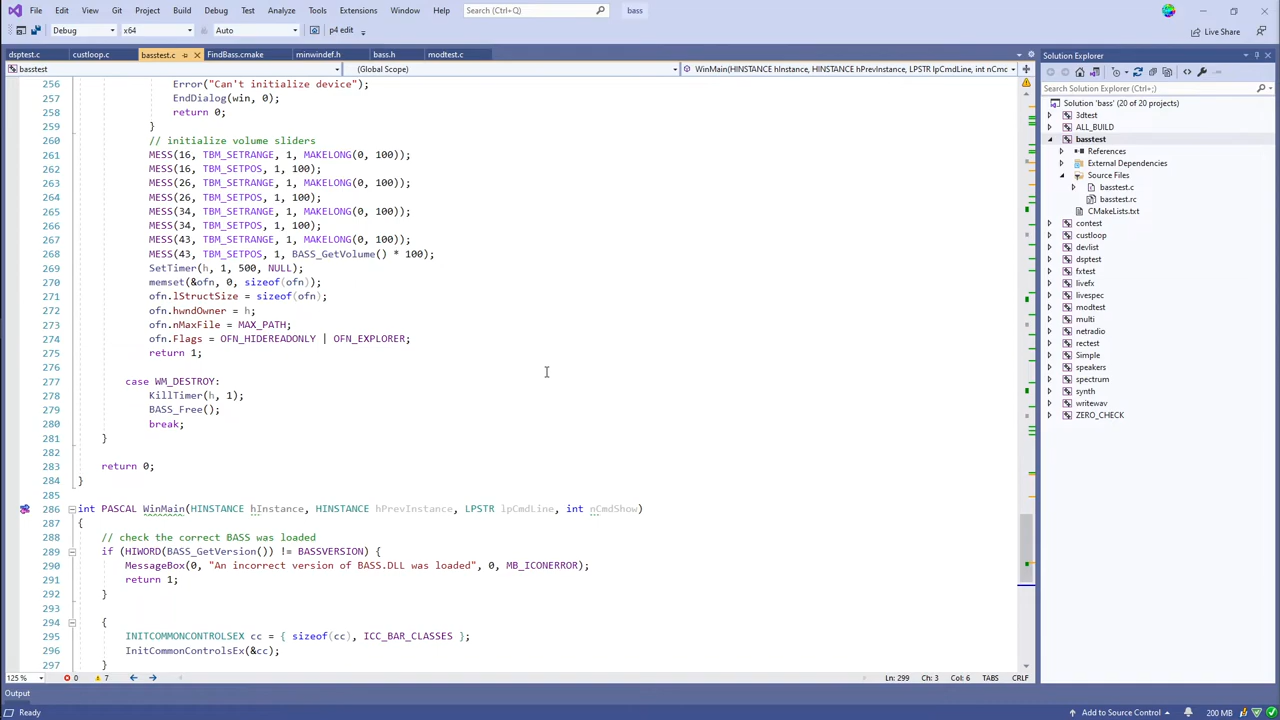 File Edit View Git Project Build Debug Test Analyze Tools Extensions Window Help Search (Ctrl+Q) bass
Debug x64 Auto p4 edit Live Share
dsptest.c custloop.c basstest.c FindBass.cmake minwindef.h bass.h modtest.c
basstest (Global Scope) WinMain(HINSTANCE hInstance, HINSTANCE hPrevInstance, LPSTR lpCmdLine, int nCmc
256 Error("Can't initialize device");
257 EndDialog(win, 0);
258 return 0;
259 }
260 // initialize volume sliders
261 MESS(16, TBM_SETRANGE, 1, MAKELONG(0, 100));
262 MESS(16, TBM_SETPOS, 1, 100);
263 MESS(26, TBM_SETRANGE, 1, MAKELONG(0, 100));
264 MESS(26, TBM_SETPOS, 1, 100);
265 MESS(34, TBM_SETRANGE, 1, MAKELONG(0, 100));
266 MESS(34, TBM_SETPOS, 1, 100);
267 MESS(43, TBM_SETRANGE, 1, MAKELONG(0, 100));
268 MESS(43, TBM_SETPOS, 1, BASS_GetVolume() * 100);
269 SetTimer(h, 1, 500, NULL);
270 memset(&ofn, 0, sizeof(ofn));
271 ofn.lStructSize = sizeof(ofn);
272 ofn.hwndOwner = h;
273 ofn.nMaxFile = MAX_PATH;
274 ofn.Flags = OFN_HIDEREADONLY | OFN_EXPLORER;
275 return 1;
276
277 case WM_DESTROY:
278 KillTimer(h, 1);
279 BASS_Free();
280 break;
281 }
282
283 return 0;
284 }
285
286 int PASCAL WinMain(HINSTANCE hInstance, HINSTANCE hPrevInstance, LPSTR lpCmdLine, int nCmdShow)
287 {
288 // check the correct BASS was loaded
289 if (HIWORD(BASS_GetVersion()) != BASSVERSION) {
290 MessageBox(0, "An incorrect version of BASS.DLL was loaded", 0, MB_ICONERROR);
291 return 1;
292 }
293
294 {
295 INITCOMMONCONTROLSEX cc = { sizeof(cc), ICC_BAR_CLASSES };
296 InitCommonControlsEx(&cc);
297 }
125 % 0 7 Ln: 299 Ch: 3 Col: 6 TABS CRLF
Output
Ready Add to Source Control 200 MB
Solution Explorer
Search Solution Explorer (Ctrl+;)
Solution 'bass' (20 of 20 projects)
3dtest
ALL_BUILD
basstest
References
External Dependencies
Source Files
basstest.c
basstest.rc
CMakeLists.txt
contest
custloop
devlist
dsptest
fxtest
livefx
livespec
modtest
multi
netradio
rectest
Simple
speakers
spectrum
synth
writewav
ZERO_CHECK